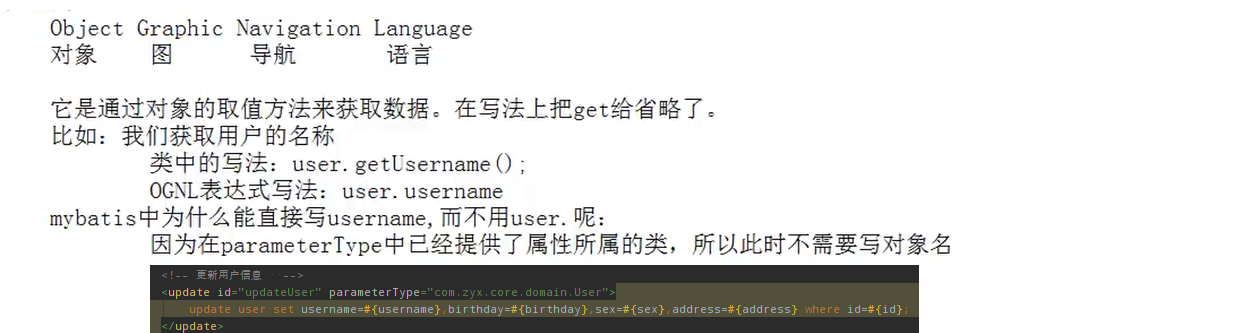 Object Graphic Navigation Language
对象 图 导航 语言
它是通过对象的取值方法来获取数据。在写法上把get给省略了。
比如：我们获取用户的名称
类中的写法：user.getUsername();
OGNL表达式写法：user.username
mybatis中为什么能直接写username,而不用user.呢：
因为在parameterType中已经提供了属性所属的类，所以此时不需要写对象名
<!-- 更新用户信息 -->
<update id="updateUser" parameterType="com.zyx.core.domain.User">
update user set username=#{username},birthday=#{birthday},sex=#{sex},address=#{address} where id=#{id};
</update>